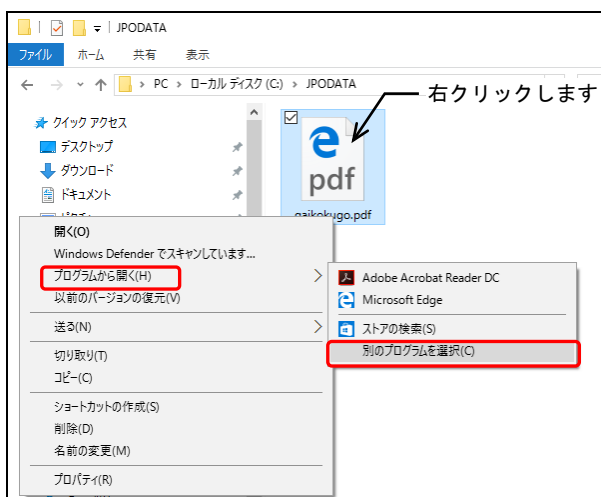 JPODATA
ファイル ホーム 共有 表示
PC › ローカル ディスク (C:) › JPODATA
右クリックします
クイック アクセス
デスクトップ
ダウンロード
ドキュメント
pdf
gaikokugo.pdf
開く(O)
Windows Defender でスキャンしています...
プログラムから開く(H)
以前のバージョンの復元(V)
送る(N)
切り取り(T)
コピー(C)
ショートカットの作成(S)
削除(D)
名前の変更(M)
プロパティ(R)
Adobe Acrobat Reader DC
Microsoft Edge
ストアの検索(S)
別のプログラムを選択(C)